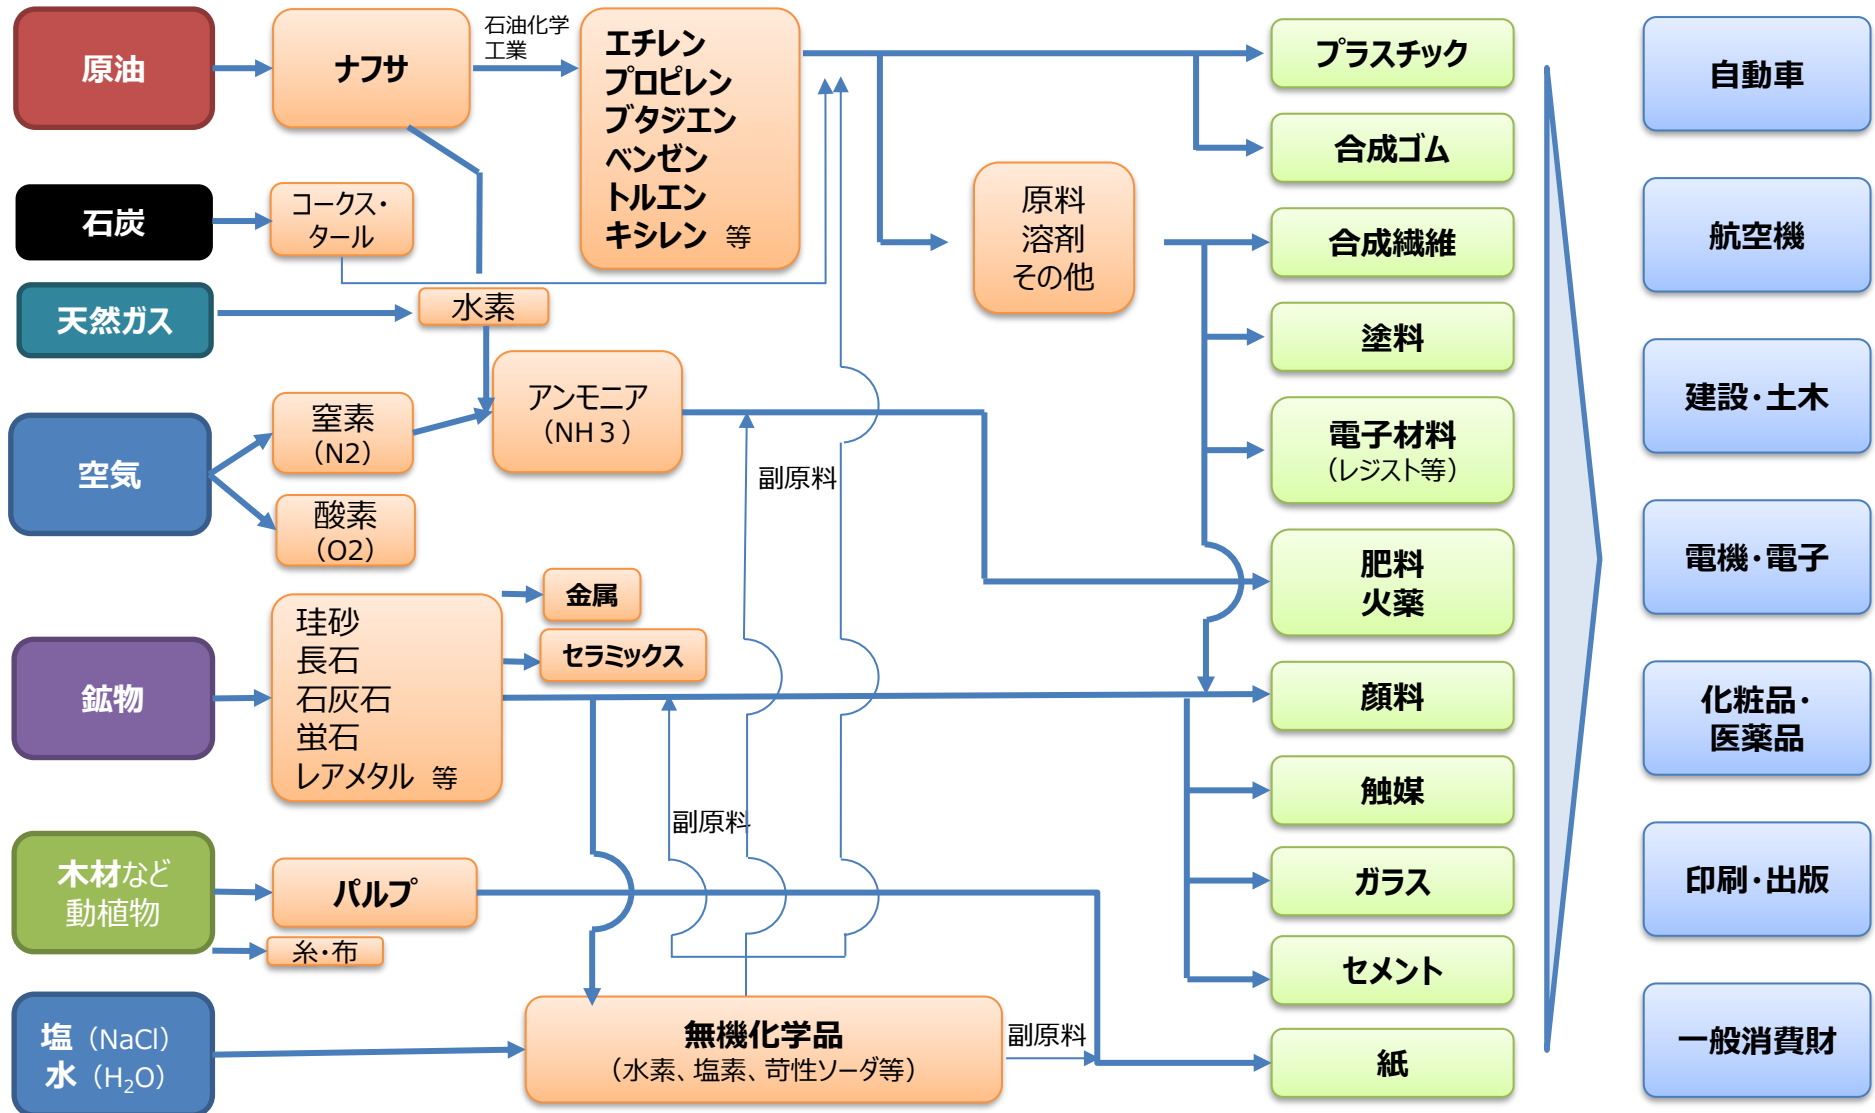 原油
ナフサ
石油化学
工業
エチレン
プロピレン
ブタジエン
ベンゼン
トルエン
キシレン 等
石炭
コークス・
タール
天然ガス
水素
空気
窒素
（N2）
酸素
（O2）
アンモニア
（NH３）
副原料
原料
溶剤
その他
鉱物
珪砂
長石
石灰石
蛍石
レアメタル 等
金属
セラミックス
副原料
木材など
動植物
パルプ
糸・布
塩（NaCl）
水（H₂O）
無機化学品
（水素、塩素、苛性ソーダ等）
副原料
プラスチック
合成ゴム
合成繊維
塗料
電子材料
（レジスト等）
肥料
火薬
顔料
触媒
ガラス
セメント
紙
自動車
航空機
建設・土木
電機・電子
化粧品・
医薬品
印刷・出版
一般消費財